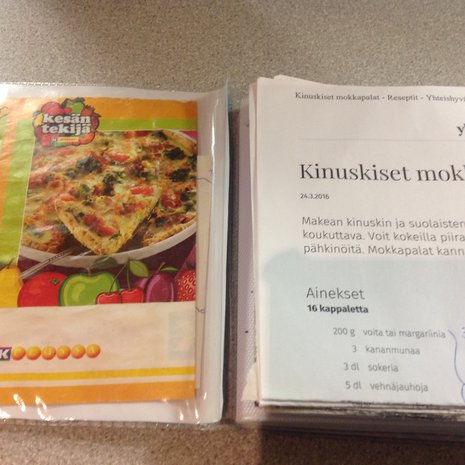 kesän
tekijä
K
Kinuskiset mokkapalat - Reseptit - Yhteishyv
y
Kinuskiset mokk
24.3.2016
Makean kinuskin ja suolaisten
koukuttava. Voit kokeilla piira
pähkinöitä. Mokkapalat kann
Ainekset
16 kappaletta
200 g voita tai margariinia
3 kananmunaa
3 dl sokeria
5 dl vehnäjauhoja